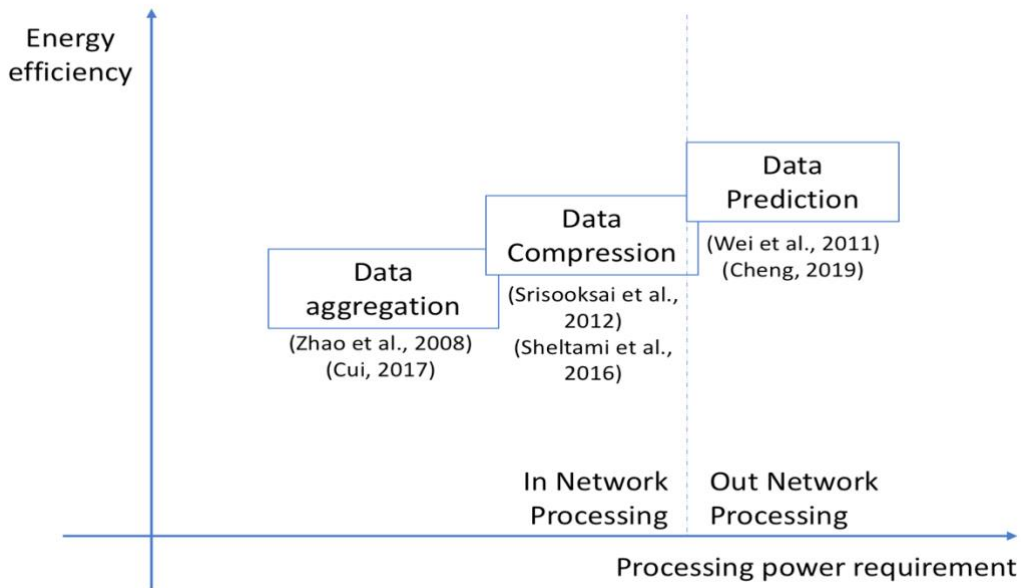 Energy
efficiency
Data
Prediction
(Wei et al., 2011)
(Cheng, 2019)
Data
Compression
(Srisooksai et al.,
2012)
(Sheltami et al.,
2016)
Data
aggregation
(Zhao et al., 2008)
(Cui, 2017)
In Network
Processing
Out Network
Processing
Processing power requirement